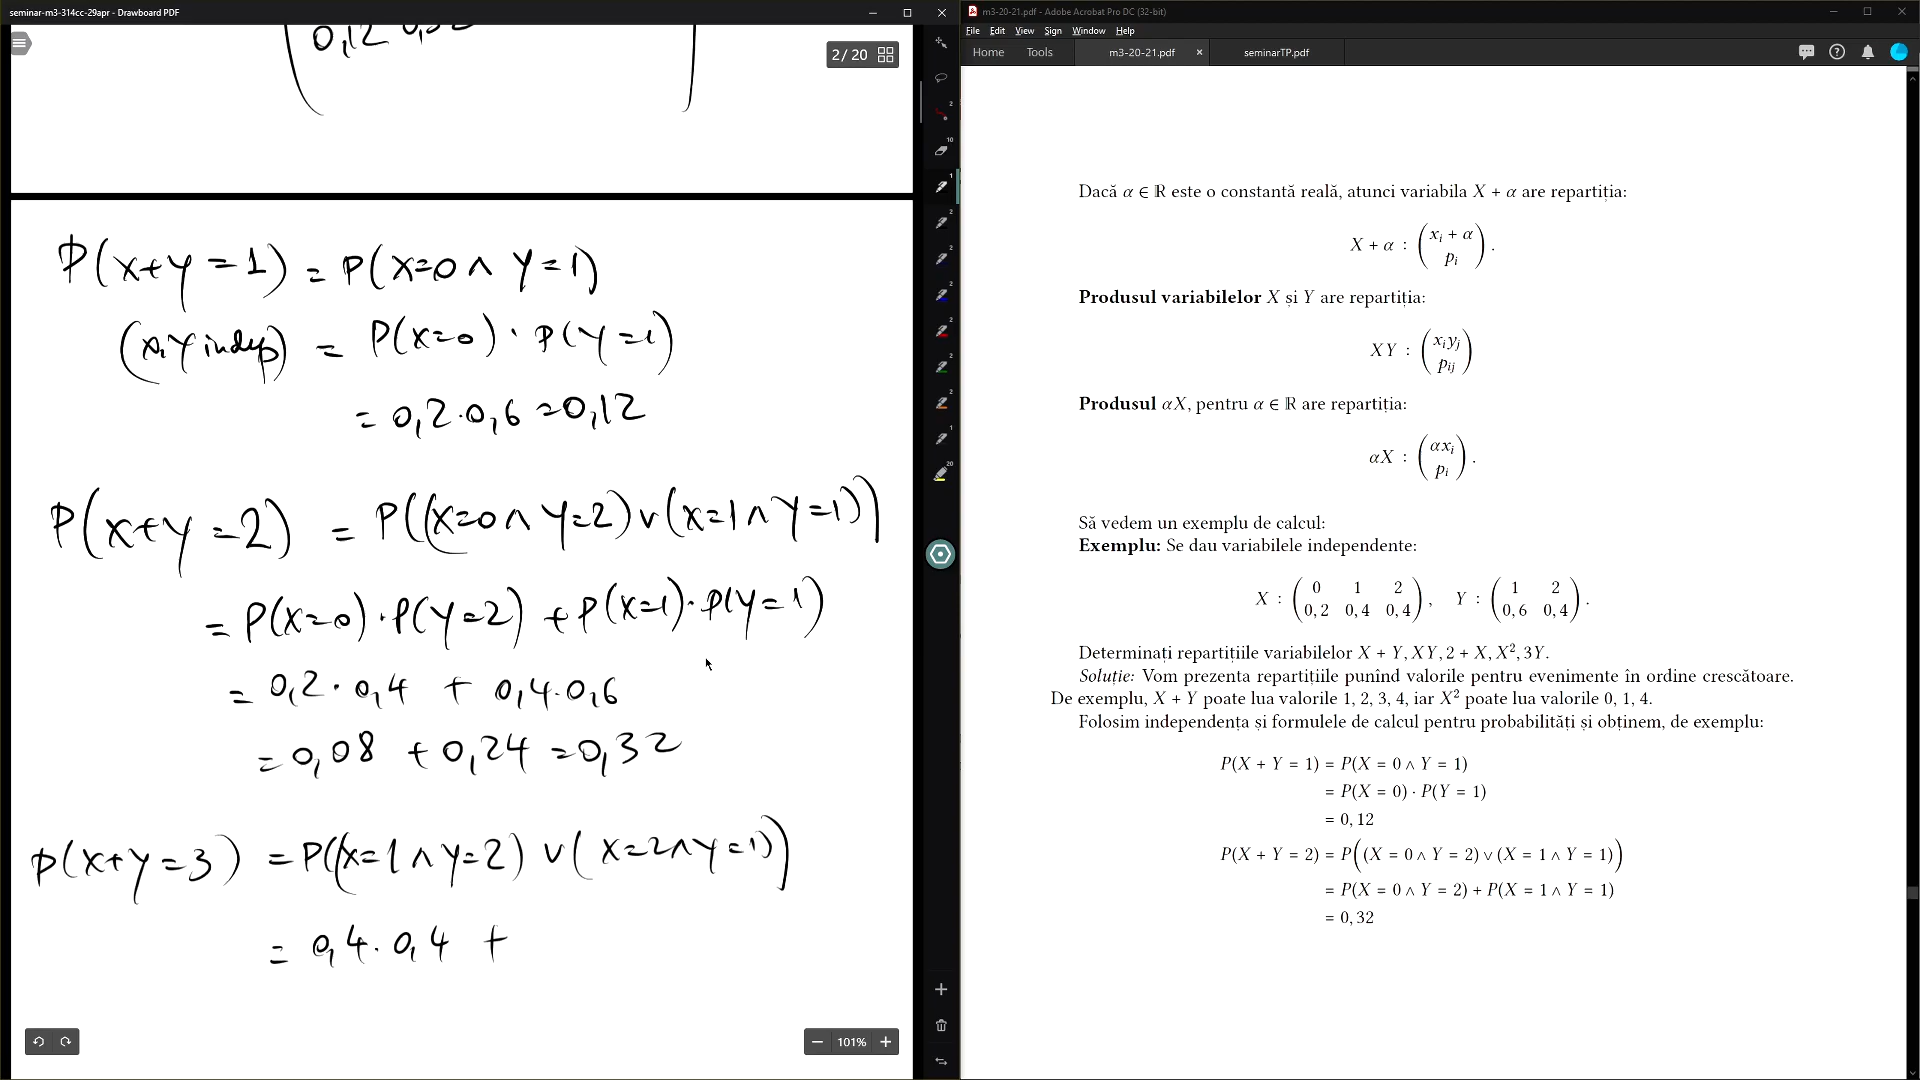 seminar-m3-314cc-29apr - Drawboard PDF
2 / 20
P(X+Y=1) = P(X=0 ∧ Y=1)
(X, Y indep) = P(X=0) · P(Y=1)
= 0,2·0,6 = 0,12
P(X+Y=2) = P((X=0 ∧ Y=2) ∨ (X=1 ∧ Y=1))
= P(X=0)·P(Y=2) + P(X=1)·P(Y=1)
= 0,2·0,4 + 0,4·0,6
= 0,08 + 0,24 = 0,32
P(X+Y=3) = P((X=1 ∧ Y=2) ∨ (X=2 ∧ Y=1))
= 0,4·0,4 +
101%
m3-20-21.pdf - Adobe Acrobat Pro DC (32-bit)
File Edit View Sign Window Help
Home Tools m3-20-21.pdf × seminarTP.pdf
Dacă α ∈ ℝ este o constantă reală, atunci variabila X + α are repartiția:
X + α : (x_i + α
p_i).
Produsul variabilelor X și Y are repartiția:
XY : (x_i y_j
p_ij)
Produsul αX, pentru α ∈ ℝ are repartiția:
αX : (αx_i
p_i).
Să vedem un exemplu de calcul:
Exemplu: Se dau variabilele independente:
X : (0 1 2
0, 2 0, 4 0, 4), Y : (1 2
0, 6 0, 4).
Determinați repartițiile variabilelor X + Y, XY, 2 + X, X², 3Y.
Soluție: Vom prezenta repartițiile punînd valorile pentru evenimente în ordine crescătoare.
De exemplu, X + Y poate lua valorile 1, 2, 3, 4, iar X² poate lua valorile 0, 1, 4.
Folosim independența și formulele de calcul pentru probabilități și obținem, de exemplu:
P(X + Y = 1) = P(X = 0 ∧ Y = 1)
= P(X = 0) · P(Y = 1)
= 0, 12
P(X + Y = 2) = P((X = 0 ∧ Y = 2) ∨ (X = 1 ∧ Y = 1))
= P(X = 0 ∧ Y = 2) + P(X = 1 ∧ Y = 1)
= 0, 32